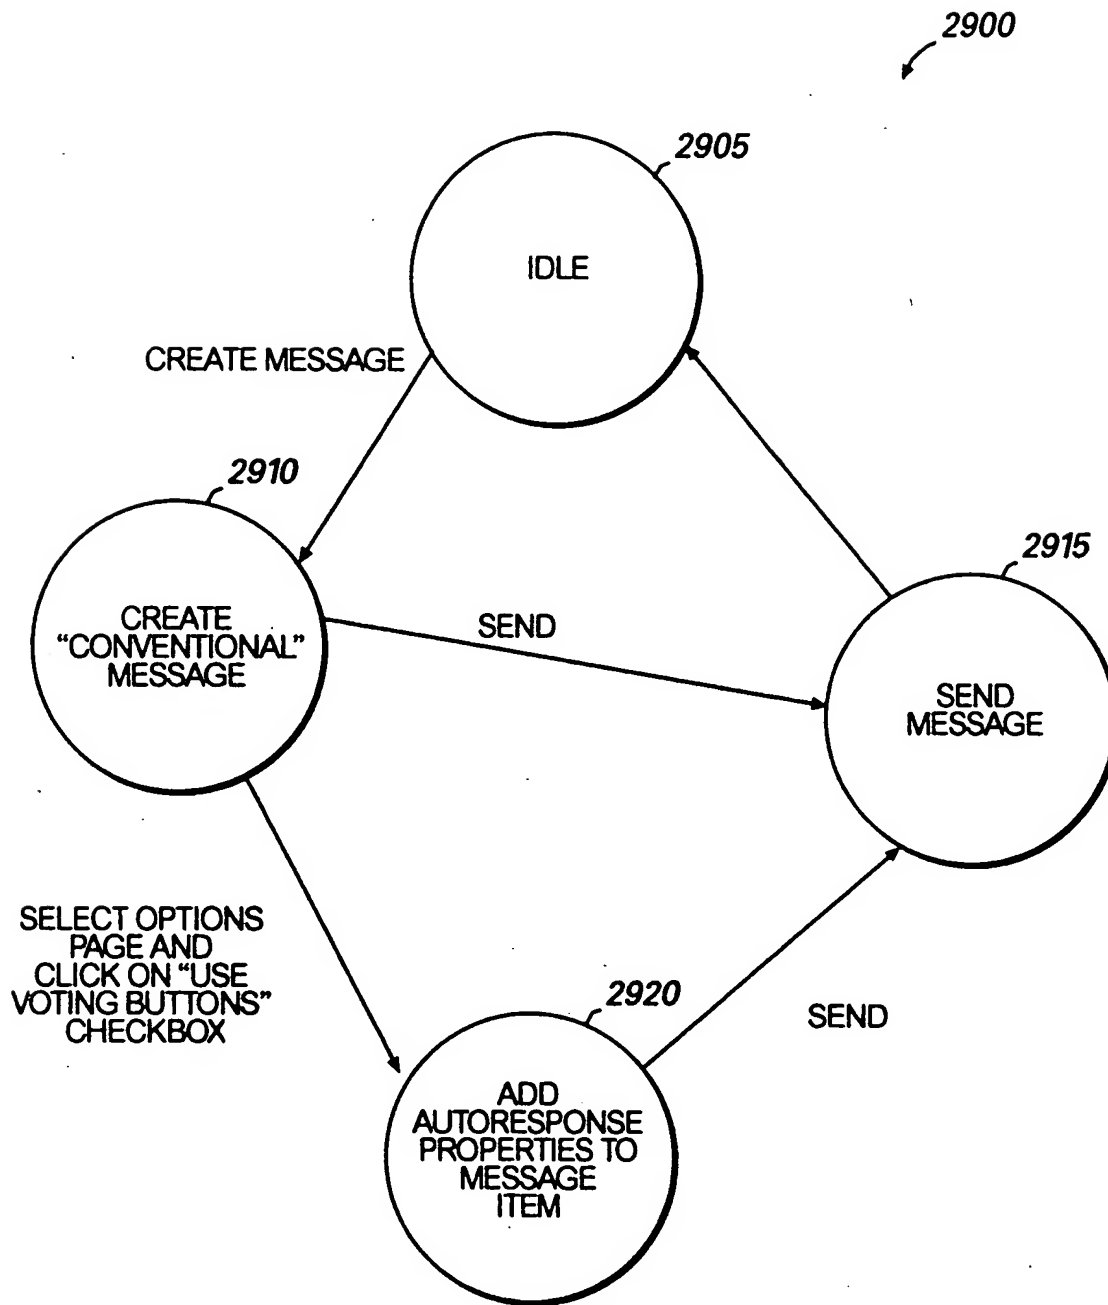 2900
2905
IDLE
CREATE MESSAGE
2910
2915
CREATE
“CONVENTIONAL”
MESSAGE
SEND
SEND
MESSAGE
SELECT OPTIONS
PAGE AND
CLICK ON “USE
VOTING BUTTONS”
CHECKBOX
2920
SEND
ADD
AUTORESPONSE
PROPERTIES TO
MESSAGE
ITEM